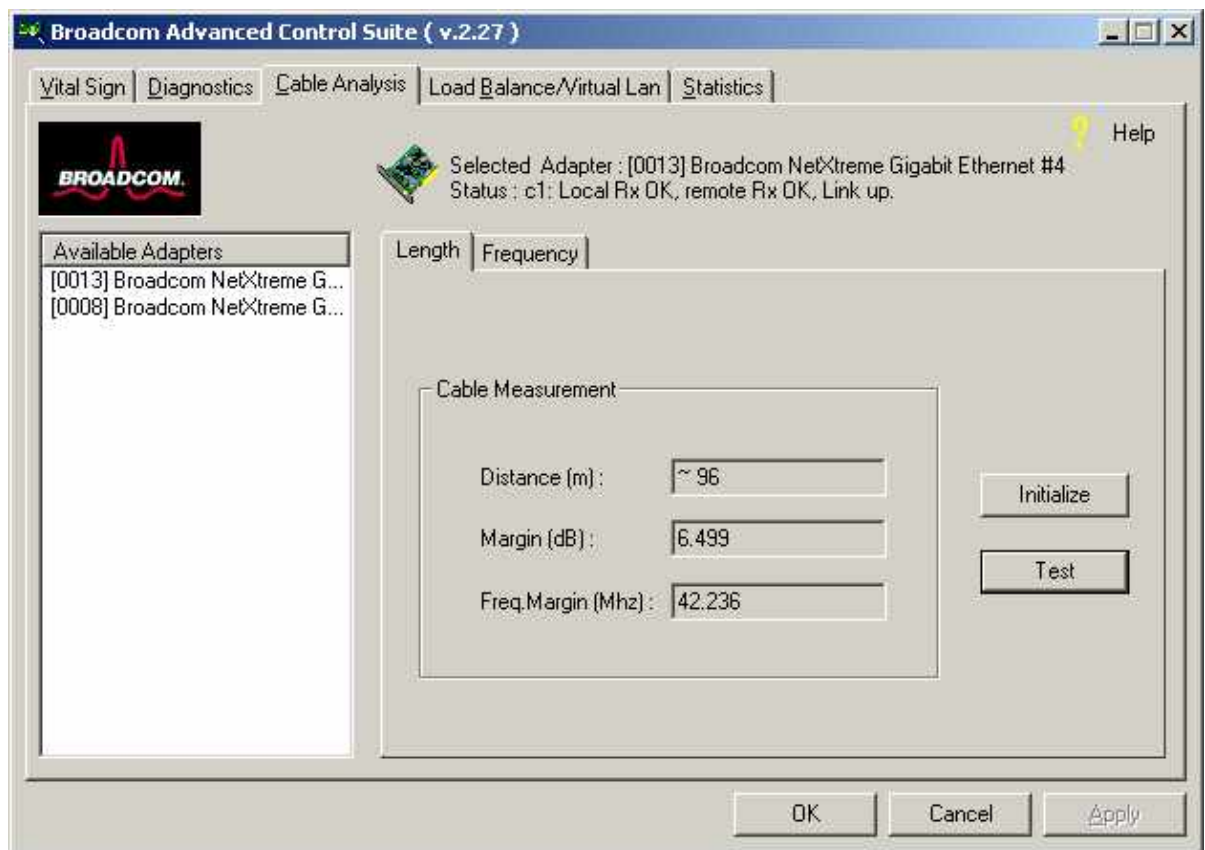 Broadcom Advanced Control Suite ( v.2.27 )
Vital Sign Diagnostics Cable Analysis Load Balance/Virtual Lan Statistics
BROADCOM.
Help
Selected Adapter : [0013] Broadcom NetXtreme Gigabit Ethernet #4
Status : c1: Local Rx OK, remote Rx OK, Link up.
Available Adapters
[0013] Broadcom NetXtreme G...
[0008] Broadcom NetXtreme G...
Length Frequency
Cable Measurement
Distance (m) : ~ 96
Margin (dB) : 6.499
Freq.Margin (Mhz) : 42.236
Initialize
Test
OK Cancel Apply